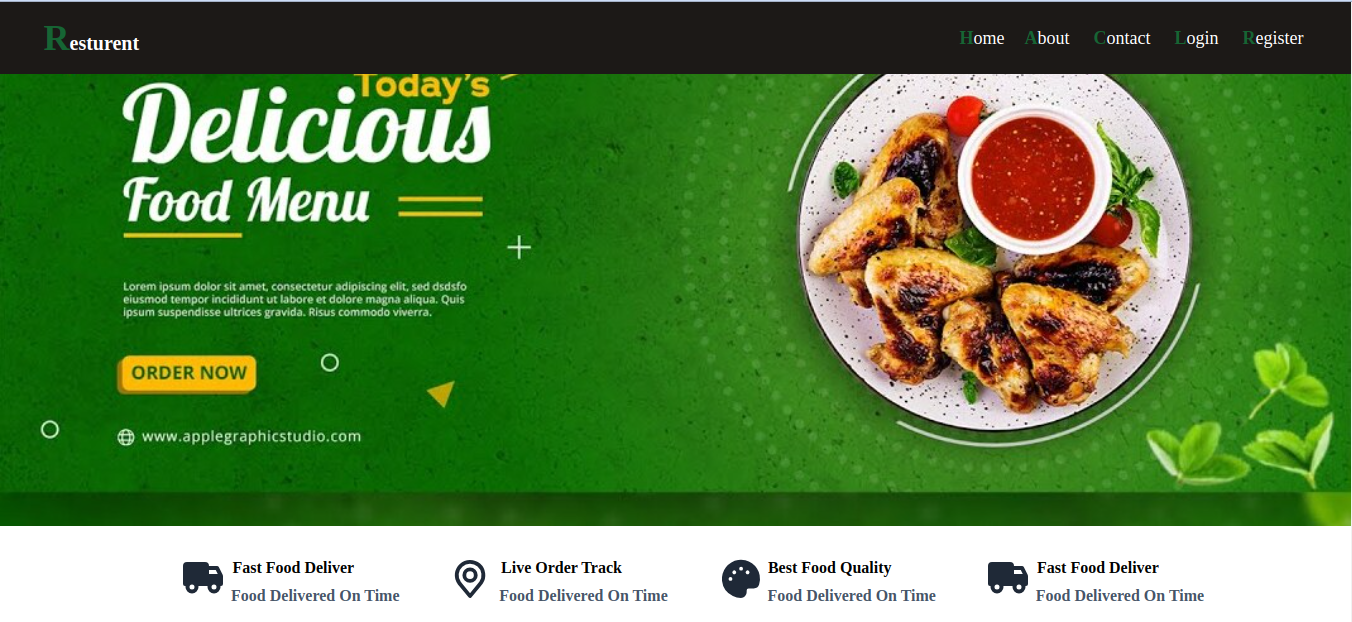 Resturent
Home About Contact Login Register
Today's
Delicious
Food Menu
Lorem ipsum dolor sit amet, consectetur adipiscing elit, sed dsdsfo
eiusmod tempor incididunt ut labore et dolore magna aliqua. Quis
ipsum suspendisse ultrices gravida. Risus commodo viverra.
ORDER NOW
www.applegraphicstudio.com
Fast Food Deliver
Food Delivered On Time
Live Order Track
Food Delivered On Time
Best Food Quality
Food Delivered On Time
Fast Food Deliver
Food Delivered On Time